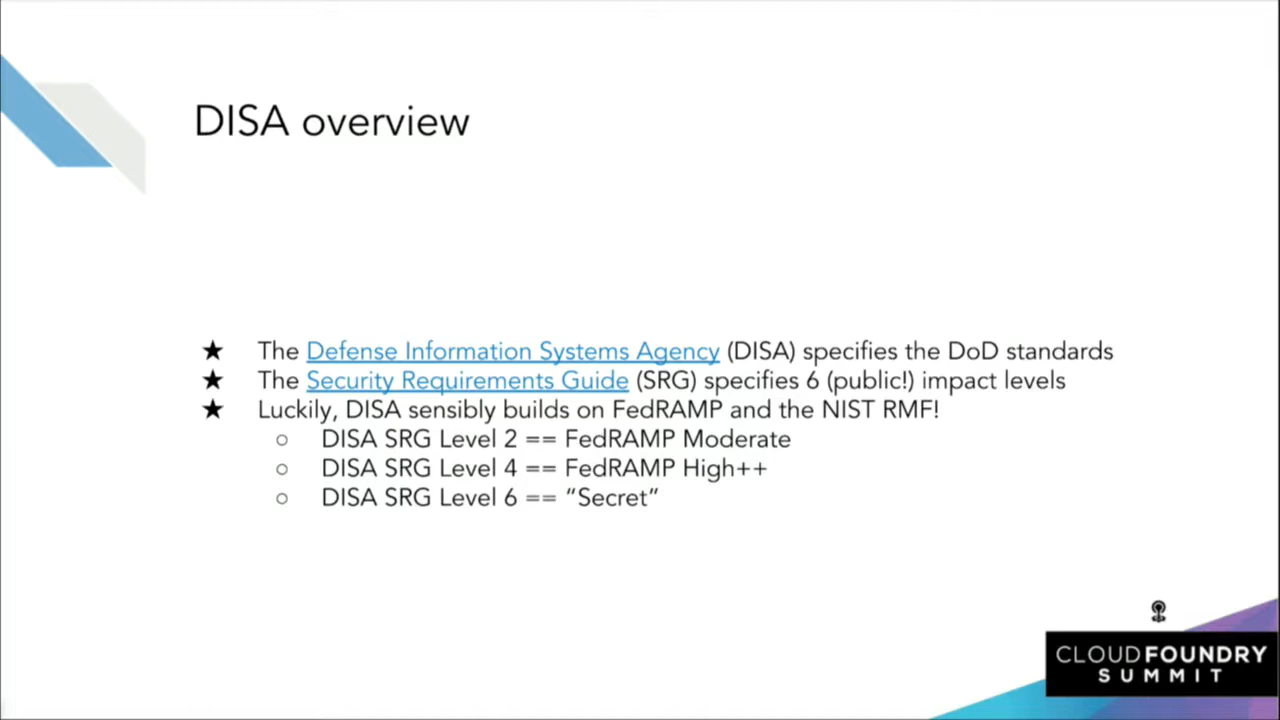 DISA overview
★ The Defense Information Systems Agency (DISA) specifies the DoD standards
★ The Security Requirements Guide (SRG) specifies 6 (public!) impact levels
★ Luckily, DISA sensibly builds on FedRAMP and the NIST RMF!
○ DISA SRG Level 2 == FedRAMP Moderate
○ DISA SRG Level 4 == FedRAMP High++
○ DISA SRG Level 6 == “Secret”
CLOUD FOUNDRY
SUMMIT